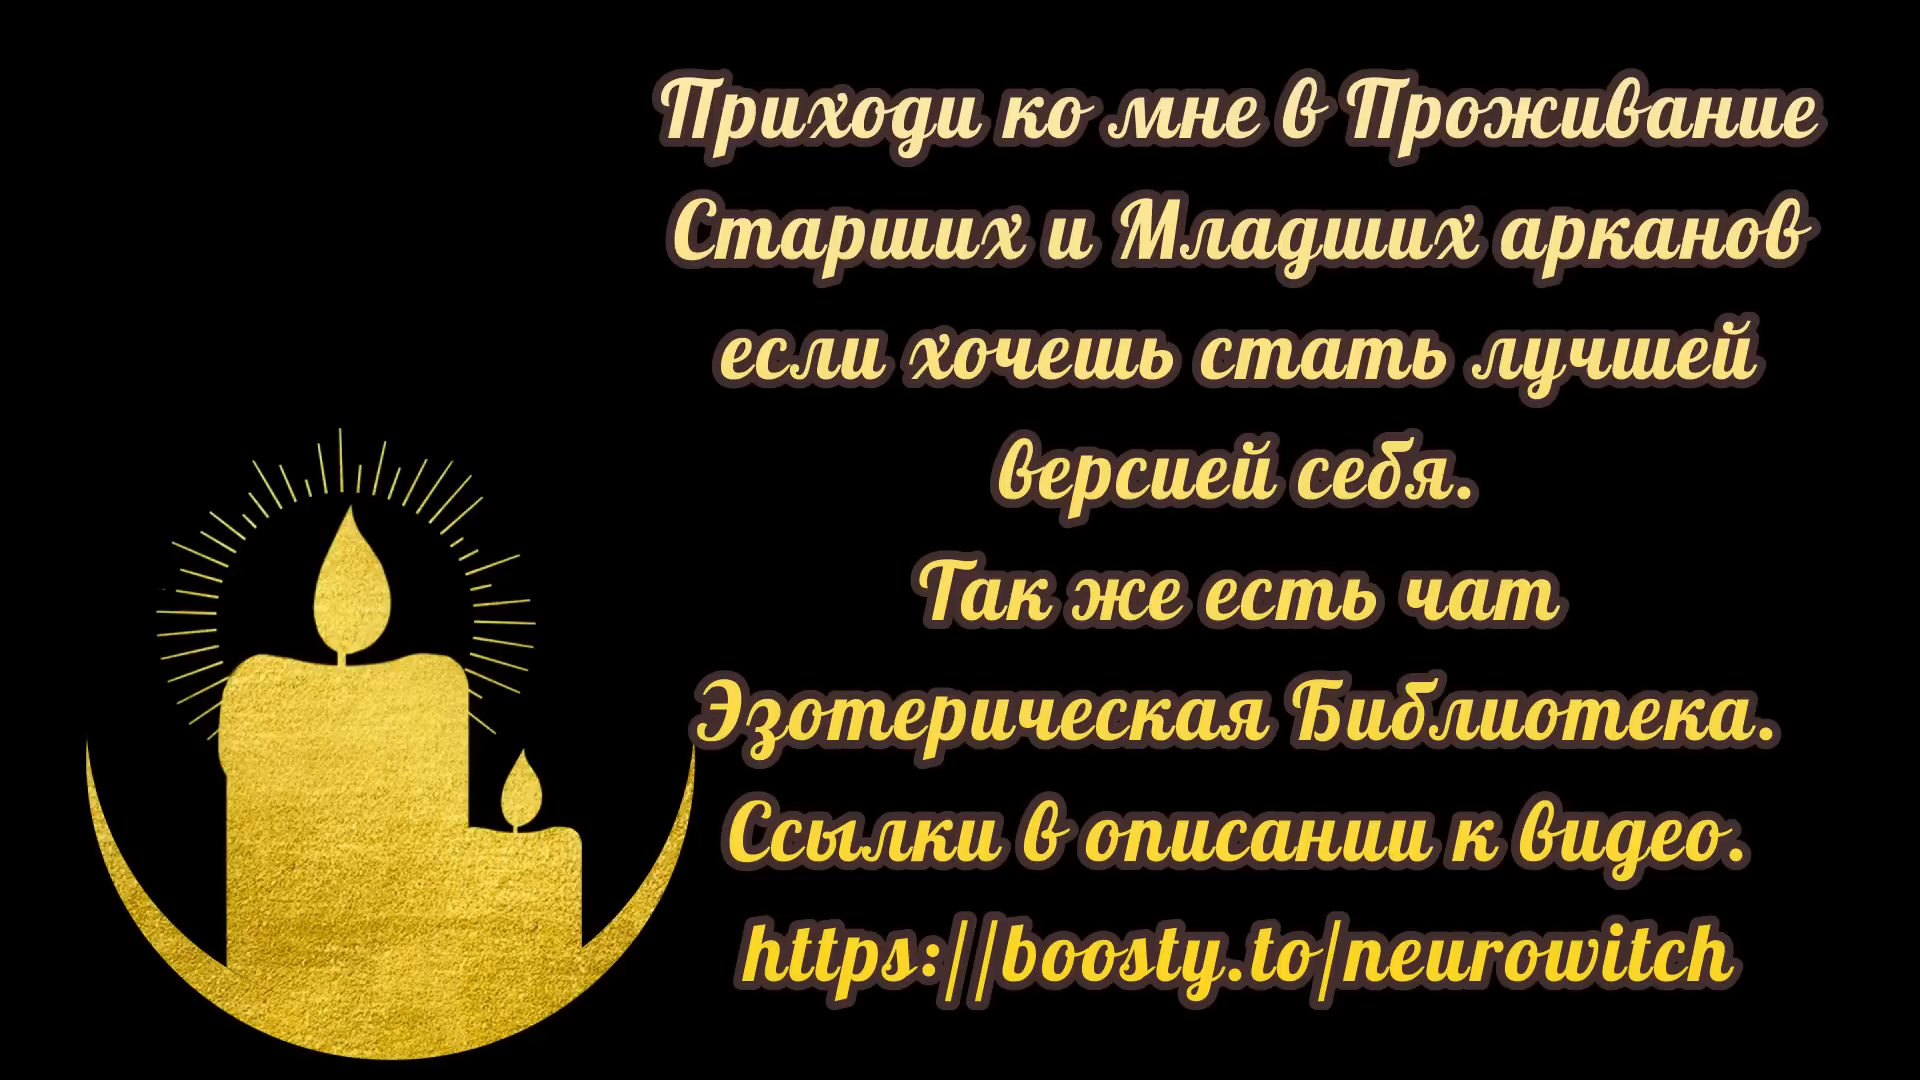 Приходи ко мне в Проживание
Старших и Младших арканов
если хочешь стать лучшей
версией себя.
Так же есть чат
Эзотерическая Библиотека.
Ссылки в описании к видео.
https://boosty.to/neurowitch